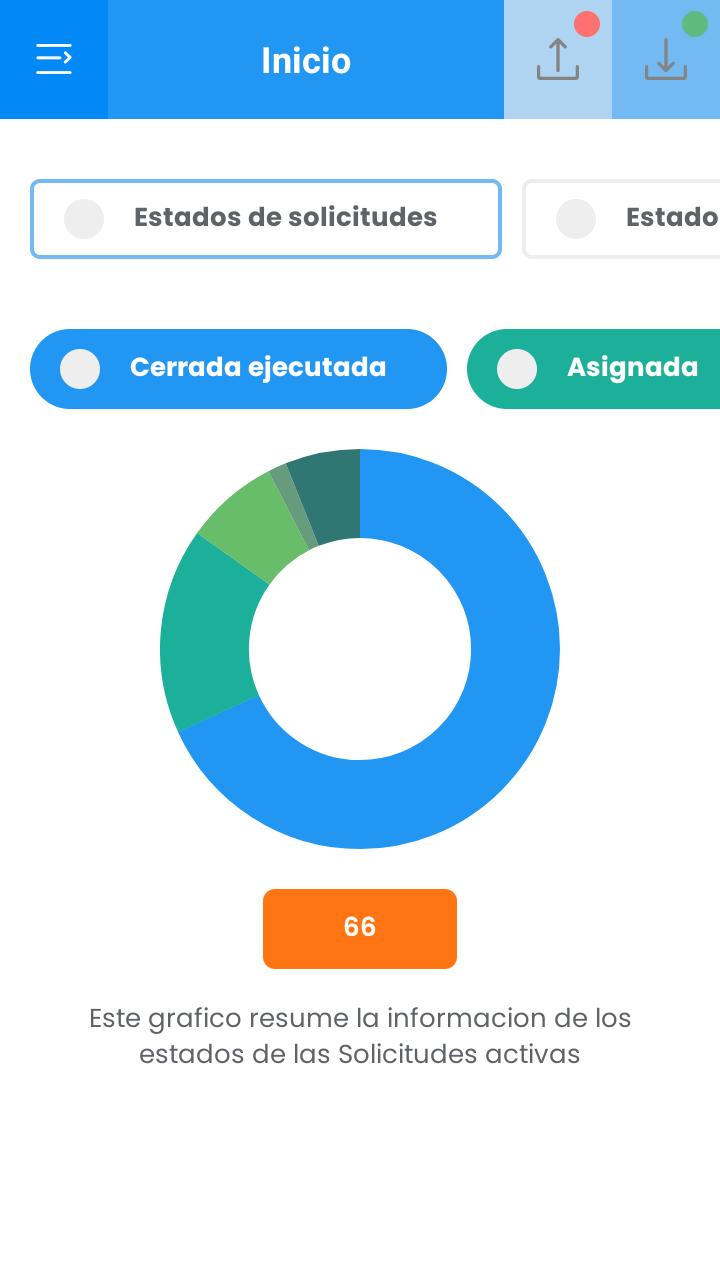 Inicio
Estados de solicitudes
Estado
Cerrada ejecutada
Asignada
66
Este grafico resume la informacion de los
estados de las Solicitudes activas